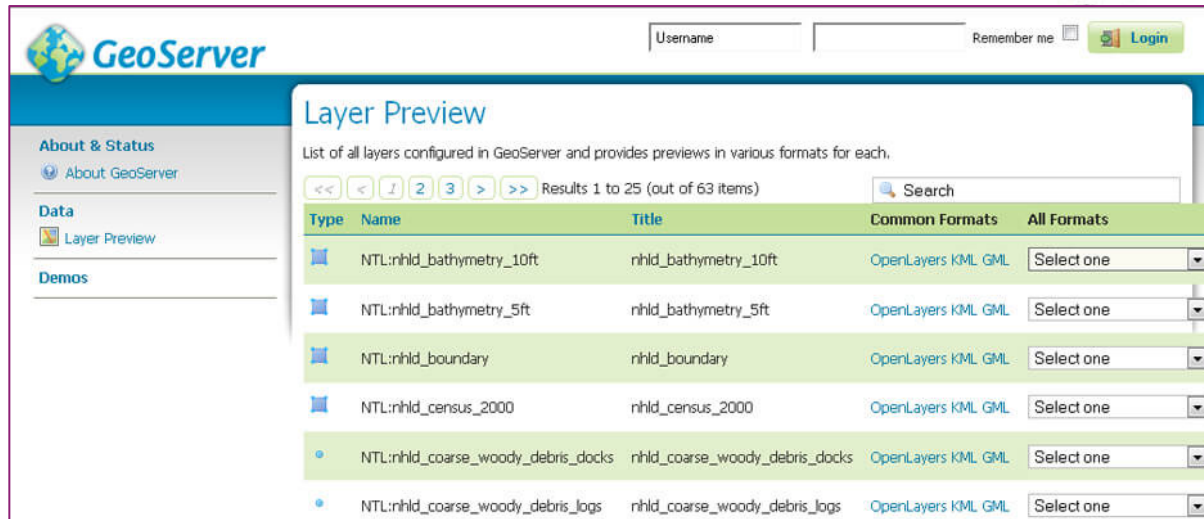 GeoServer
Username
Remember me
Login
About & Status
About GeoServer
Data
Layer Preview
Demos
Layer Preview
List of all layers configured in GeoServer and provides previews in various formats for each.
<< < 1 2 3 > >> Results 1 to 25 (out of 63 items)
Search
Type Name Title Common Formats All Formats
NTL:nhld_bathymetry_10ft nhld_bathymetry_10ft OpenLayers KML GML Select one
NTL:nhld_bathymetry_5ft nhld_bathymetry_5ft OpenLayers KML GML Select one
NTL:nhld_boundary nhld_boundary OpenLayers KML GML Select one
NTL:nhld_census_2000 nhld_census_2000 OpenLayers KML GML Select one
NTL:nhld_coarse_woody_debris_docks nhld_coarse_woody_debris_docks OpenLayers KML GML Select one
NTL:nhld_coarse_woody_debris_logs nhld_coarse_woody_debris_logs OpenLayers KML GML Select one